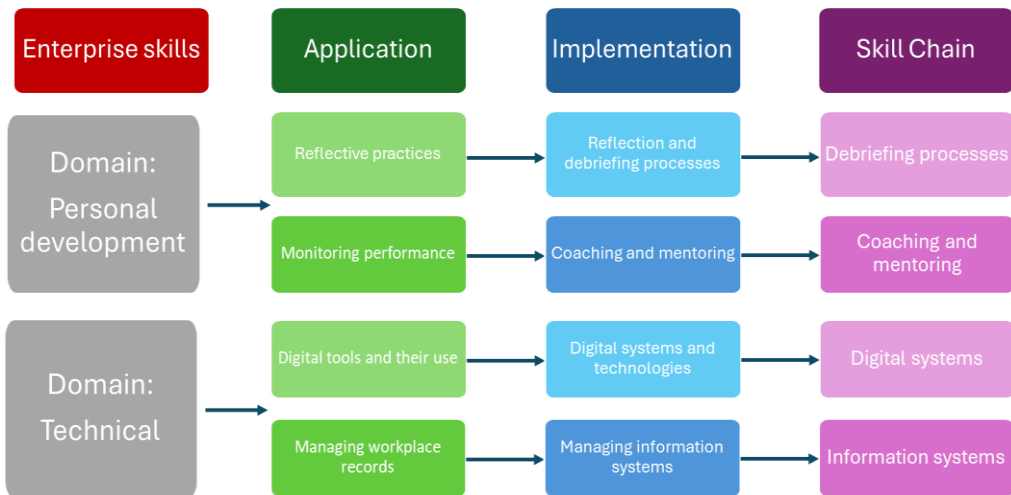 Enterprise skills
Application
Implementation
Skill Chain
Domain:
Personal
development
Reflective practices
Reflection and
debriefing processes
Debriefing processes
Monitoring performance
Coaching and mentoring
Coaching and
mentoring
Domain:
Technical
Digital tools and their use
Digital systems and
technologies
Digital systems
Managing workplace
records
Managing information
systems
Information systems